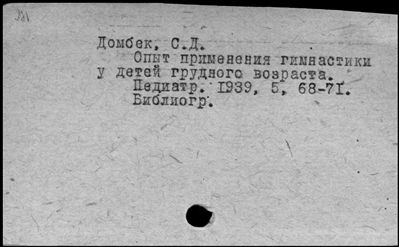 Домбек, С.Д.
Опыт применения гимнастики
у детей грудного возраста.
Педиатр. 1939, 5, 68-71.
Библиогр.